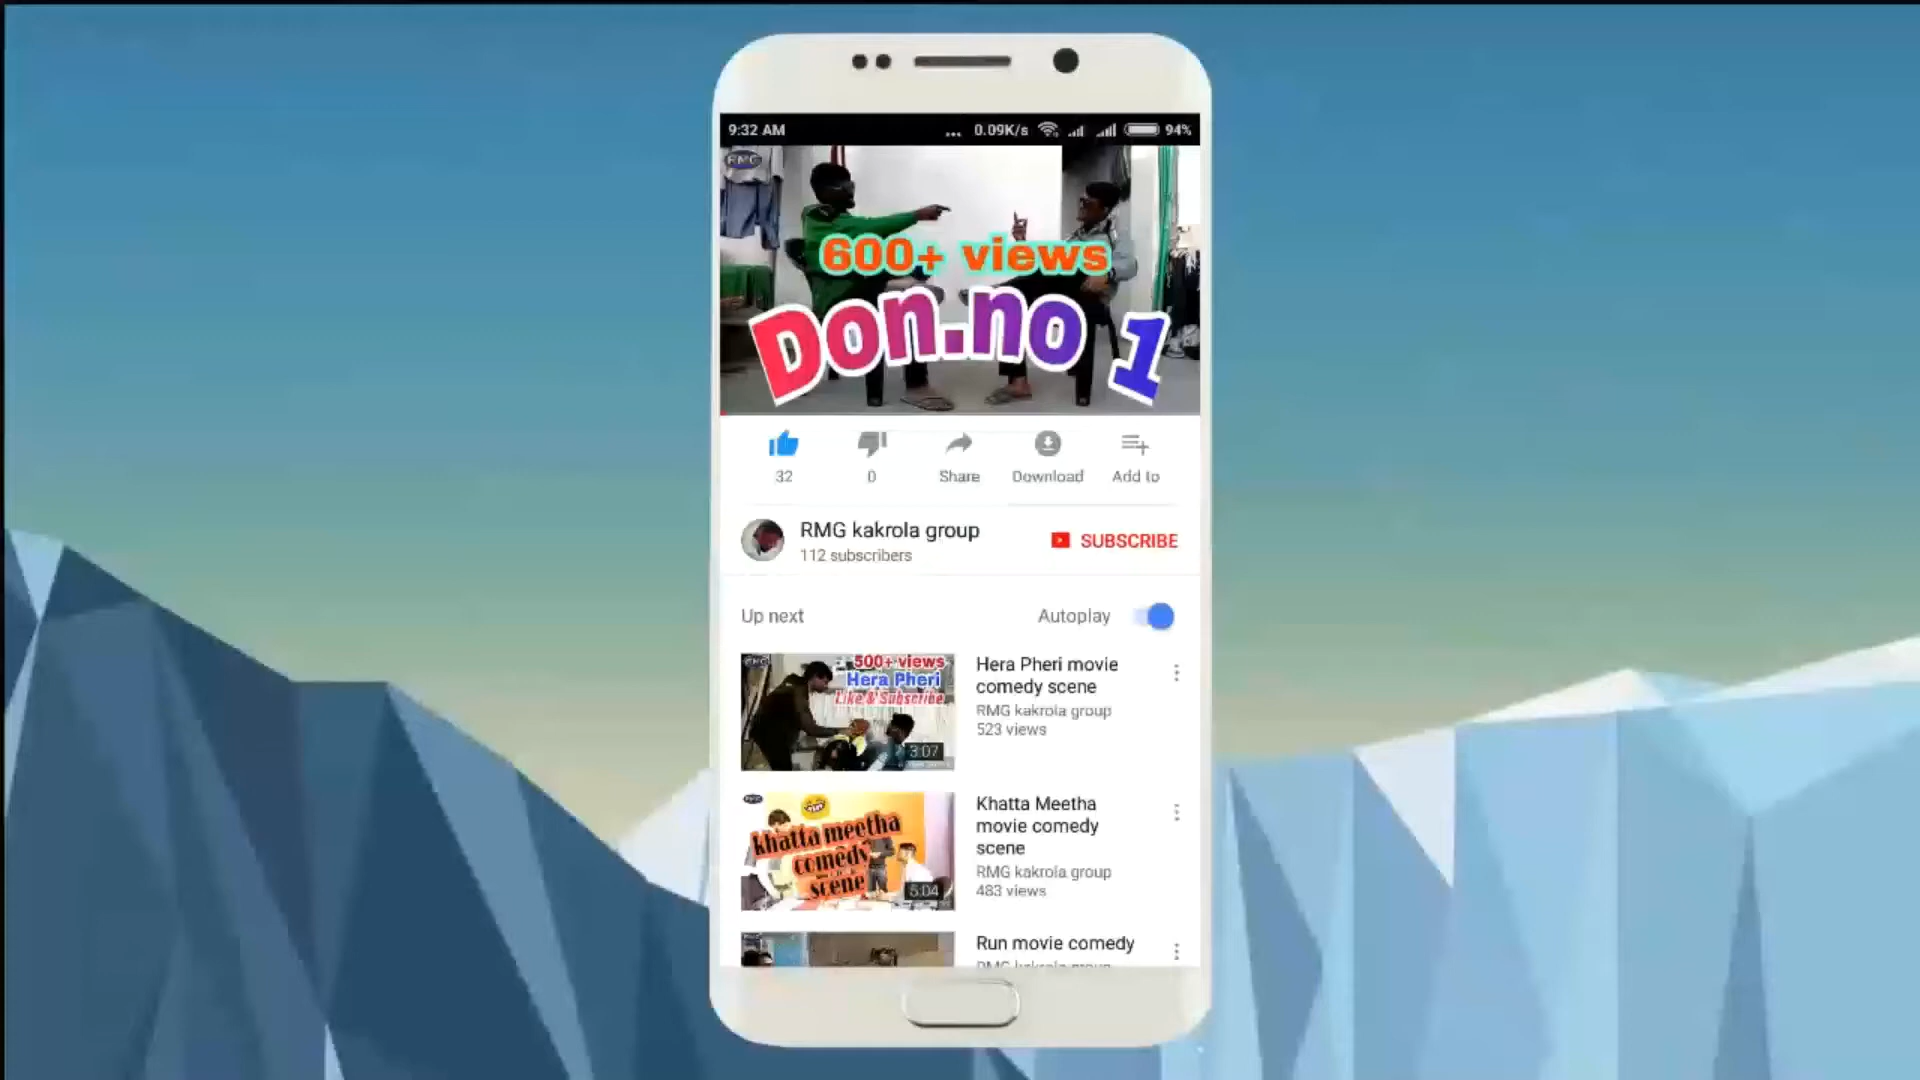 9:32 AM
... 0.09K/s
94%
RMG
600+ views
Don.no 1
32
0
Share
Download
Add to
RMG kakrola group
112 subscribers
SUBSCRIBE
Up next
Autoplay
500+ views
Hera Pheri
Like & Subscribe
3:07
Hera Pheri movie
comedy scene
RMG kakrola group
523 views
khatta meetha
comedy
scene
5:04
Khatta Meetha
movie comedy
scene
RMG kakrola group
483 views
Run movie comedy
RMG kakrola group